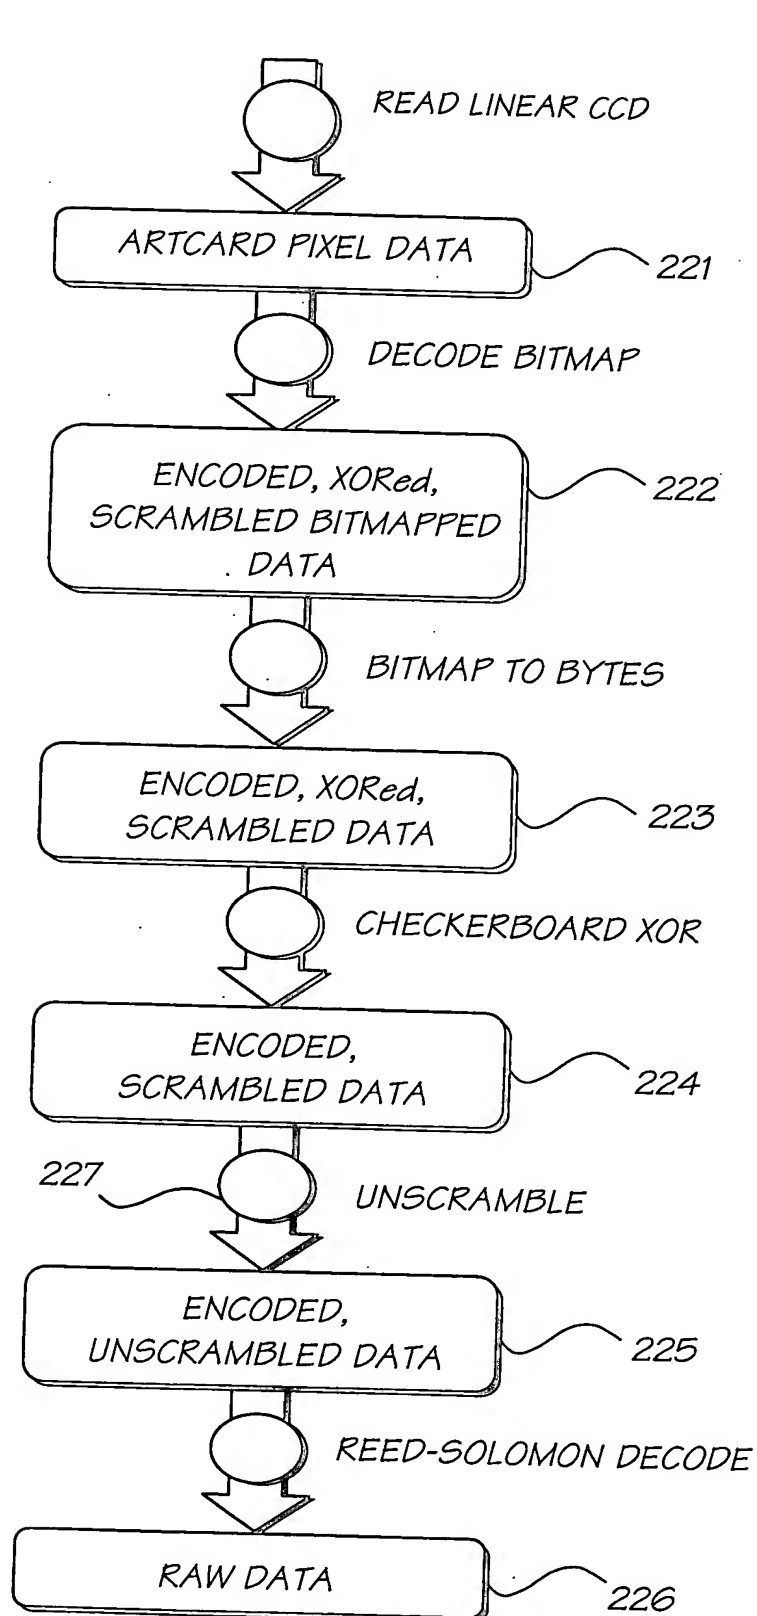 READ LINEAR CCD
ARTCARD PIXEL DATA
221
DECODE BITMAP
ENCODED, XORed,
SCRAMBLED BITMAPPED
DATA
222
BITMAP TO BYTES
ENCODED, XORed,
SCRAMBLED DATA
223
CHECKERBOARD XOR
ENCODED,
SCRAMBLED DATA
224
227
UNSCRAMBLE
ENCODED,
UNSCRAMBLED DATA
225
REED-SOLOMON DECODE
RAW DATA
226